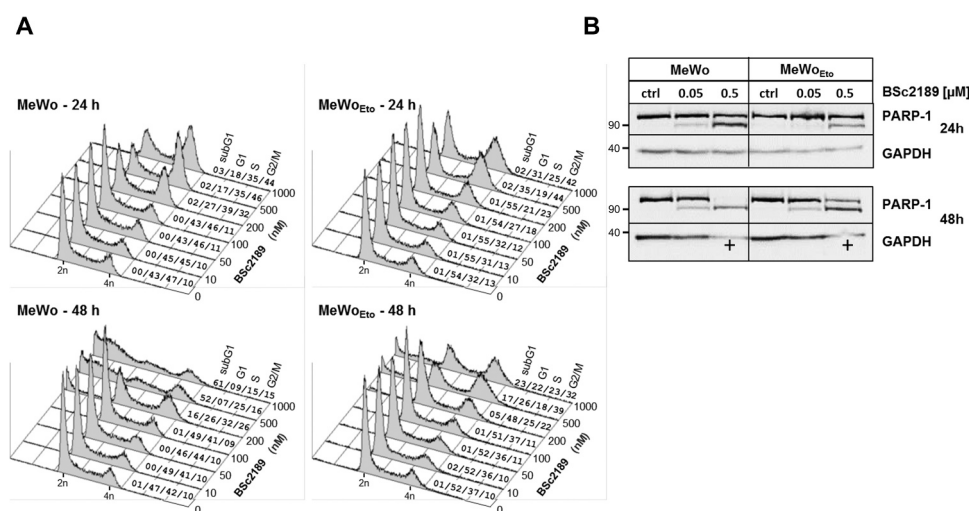 A
MeWo - 24 h
subG1
G1
S
G2/M
03/18/35/44
02/17/35/46
02/27/39/32
00/43/46/11
00/43/46/11
00/45/45/10
00/43/47/10
1000
500
200
100
50
10
0
(nM)
BSc2189
2n
4n
MeWoEto - 24 h
subG1
G1
S
G2/M
02/31/25/42
02/35/19/44
01/55/21/23
01/54/27/18
01/55/32/12
01/55/31/13
01/54/32/13
1000
500
200
100
50
10
0
(nM)
BSc2189
2n
4n
MeWo - 48 h
subG1
G1
S
G2/M
61/09/15/15
52/07/25/16
16/26/32/26
01/49/41/09
00/46/44/10
00/49/41/10
01/47/42/10
1000
500
200
100
50
10
0
(nM)
BSc2189
2n
4n
MeWoEto - 48 h
subG1
G1
S
G2/M
23/22/23/32
17/26/18/39
05/48/25/22
01/51/37/11
01/52/36/11
02/52/36/10
01/52/37/10
1000
500
200
100
50
10
0
(nM)
BSc2189
2n
4n
B
MeWo MeWoEto
ctrl 0.05 0.5 ctrl 0.05 0.5 BSc2189 [µM]
PARP-1
90
24h
40
GAPDH
PARP-1
90
48h
40
GAPDH
+ +